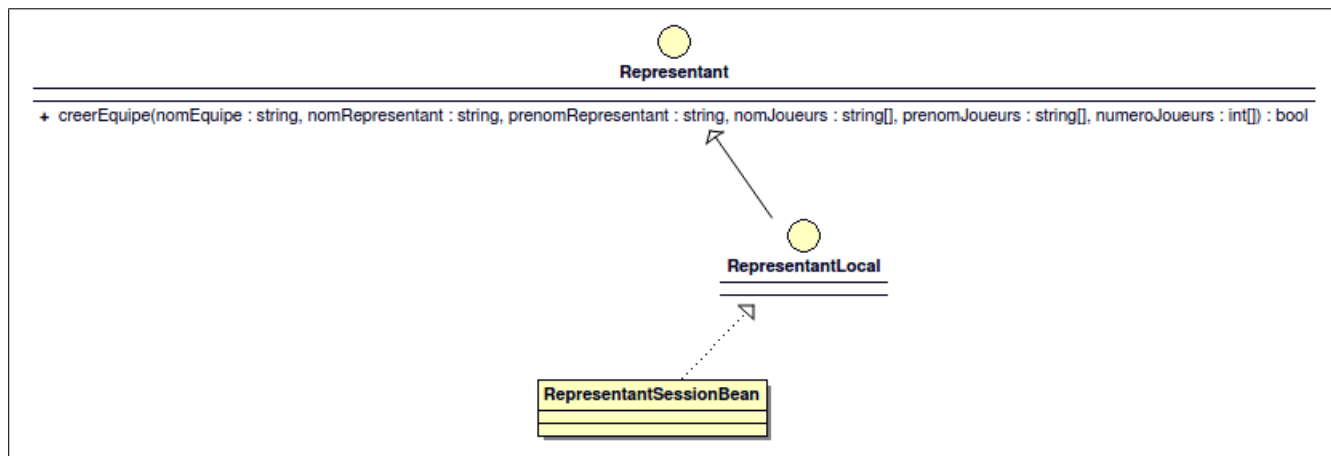 Representant
+ creerEquipe(nomEquipe : string, nomRepresentant : string, prenomRepresentant : string, nomJoueurs : string[], prenomJoueurs : string[], numeroJoueurs : int[]) : bool
RepresentantLocal
RepresentantSessionBean